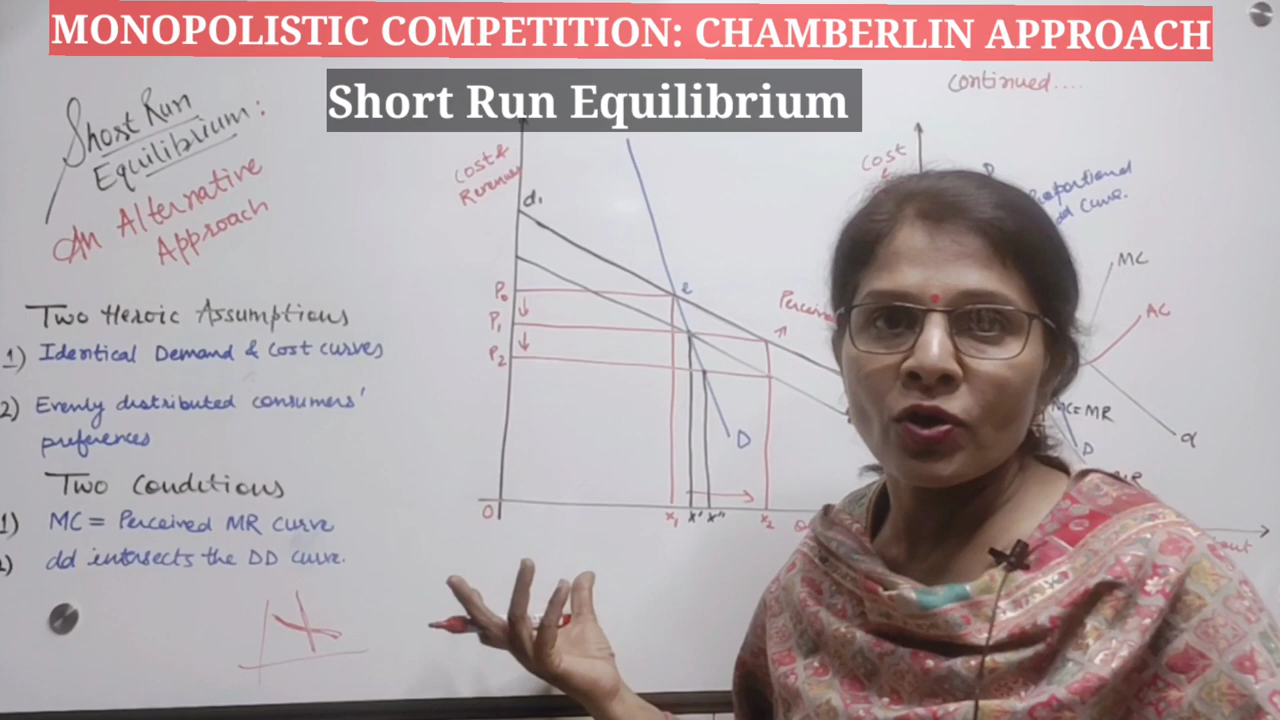 MONOPOLISTIC COMPETITION: CHAMBERLIN APPROACH
Short Run Equilibrium
continued....
Short Run
Equilibrium:
An Alternative
Approach
Two Heroic Assumptions
1) Identical Demand & Cost curves
2) Evenly distributed consumers'
preferences
Two Conditions
1) MC = Perceived MR curve
dd intersects the DD curve.
Cost &
Revenue
d₁
P₀
e
P₁
P₂
D
O
x₁ x' x'' x₂
Cost
D
dd curve.
MC
AC
MC=MR
D
d